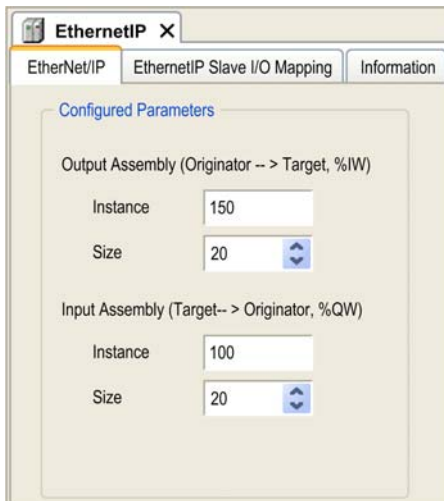 EthernetIP X
EtherNet/IP EthernetIP Slave I/O Mapping Information
Configured Parameters
Output Assembly (Originator -- > Target, %IW)
Instance 150
Size 20
Input Assembly (Target-- > Originator, %QW)
Instance 100
Size 20